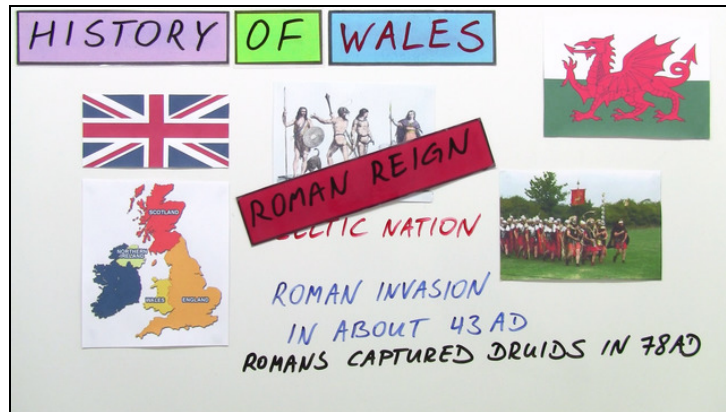 HISTORY OF WALES
SCOTLAND
NORTHERN IRELAND
WALES
ENGLAND
ROMAN REIGN
CELTIC NATION
ROMAN INVASION
IN ABOUT 43 AD
ROMANS CAPTURED DRUIDS IN 78AD